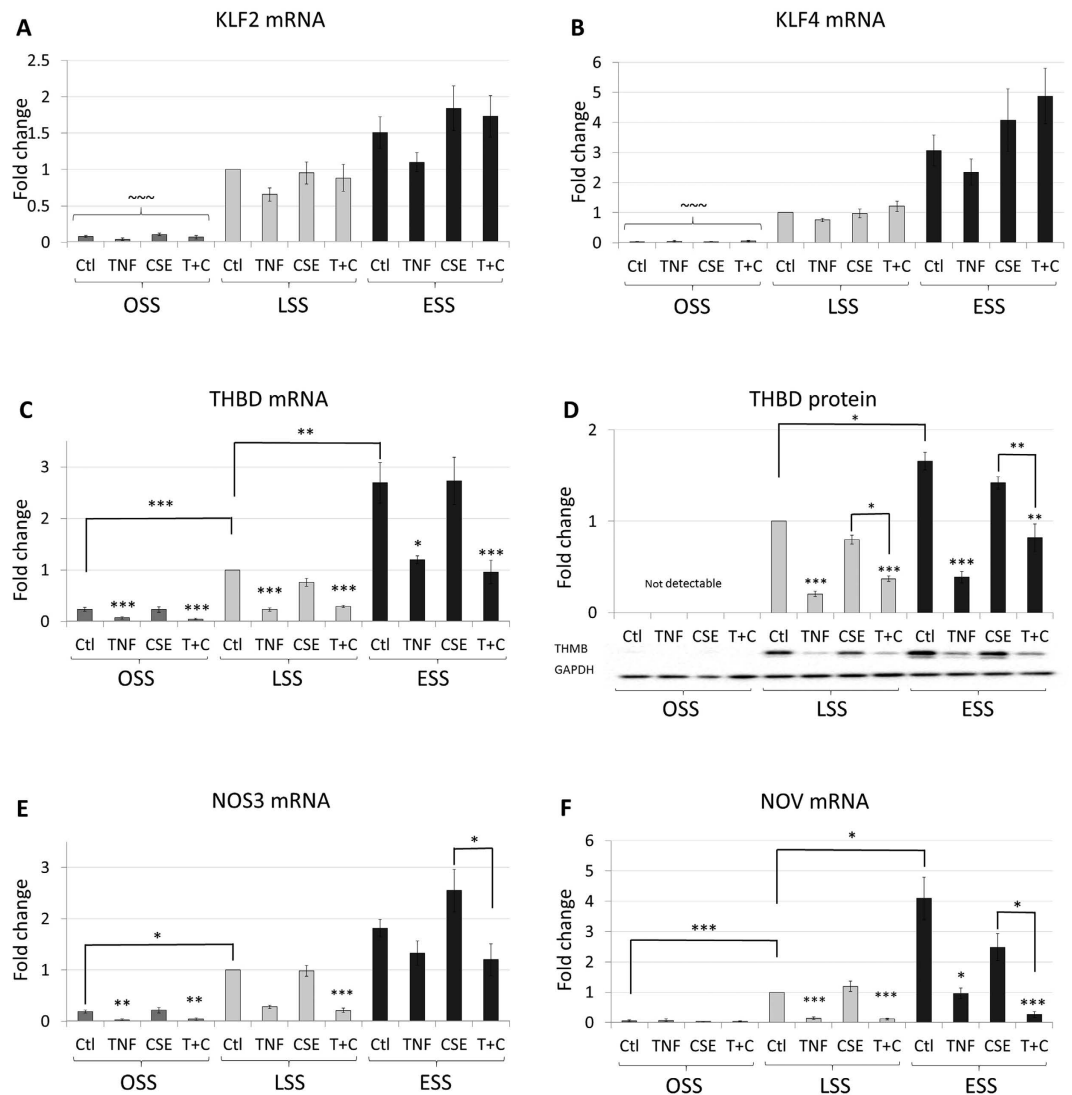 A
KLF2 mRNA
Fold change
2.5
2
1.5
1
0.5
0
~~~
Ctl TNF CSE T+C Ctl TNF CSE T+C Ctl TNF CSE T+C
OSS LSS ESS
B
KLF4 mRNA
Fold change
6
5
4
3
2
1
0
~~~
Ctl TNF CSE T+C Ctl TNF CSE T+C Ctl TNF CSE T+C
OSS LSS ESS
C
THBD mRNA
Fold change
3
2
1
0
**
***
*** *** *** *** * ***
Ctl TNF CSE T+C Ctl TNF CSE T+C Ctl TNF CSE T+C
OSS LSS ESS
D
THBD protein
Fold change
2
1
0
*
**
*
**
*** *** ***
Not detectable
Ctl TNF CSE T+C Ctl TNF CSE T+C Ctl TNF CSE T+C
THMB
GAPDH
OSS LSS ESS
E
NOS3 mRNA
Fold change
3
2
1
0
*
*
** ** ***
Ctl TNF CSE T+C Ctl TNF CSE T+C Ctl TNF CSE T+C
OSS LSS ESS
F
NOV mRNA
Fold change
6
5
4
3
2
1
0
*
*
***
*
*** *** ***
Ctl TNF CSE T+C Ctl TNF CSE T+C Ctl TNF CSE T+C
OSS LSS ESS